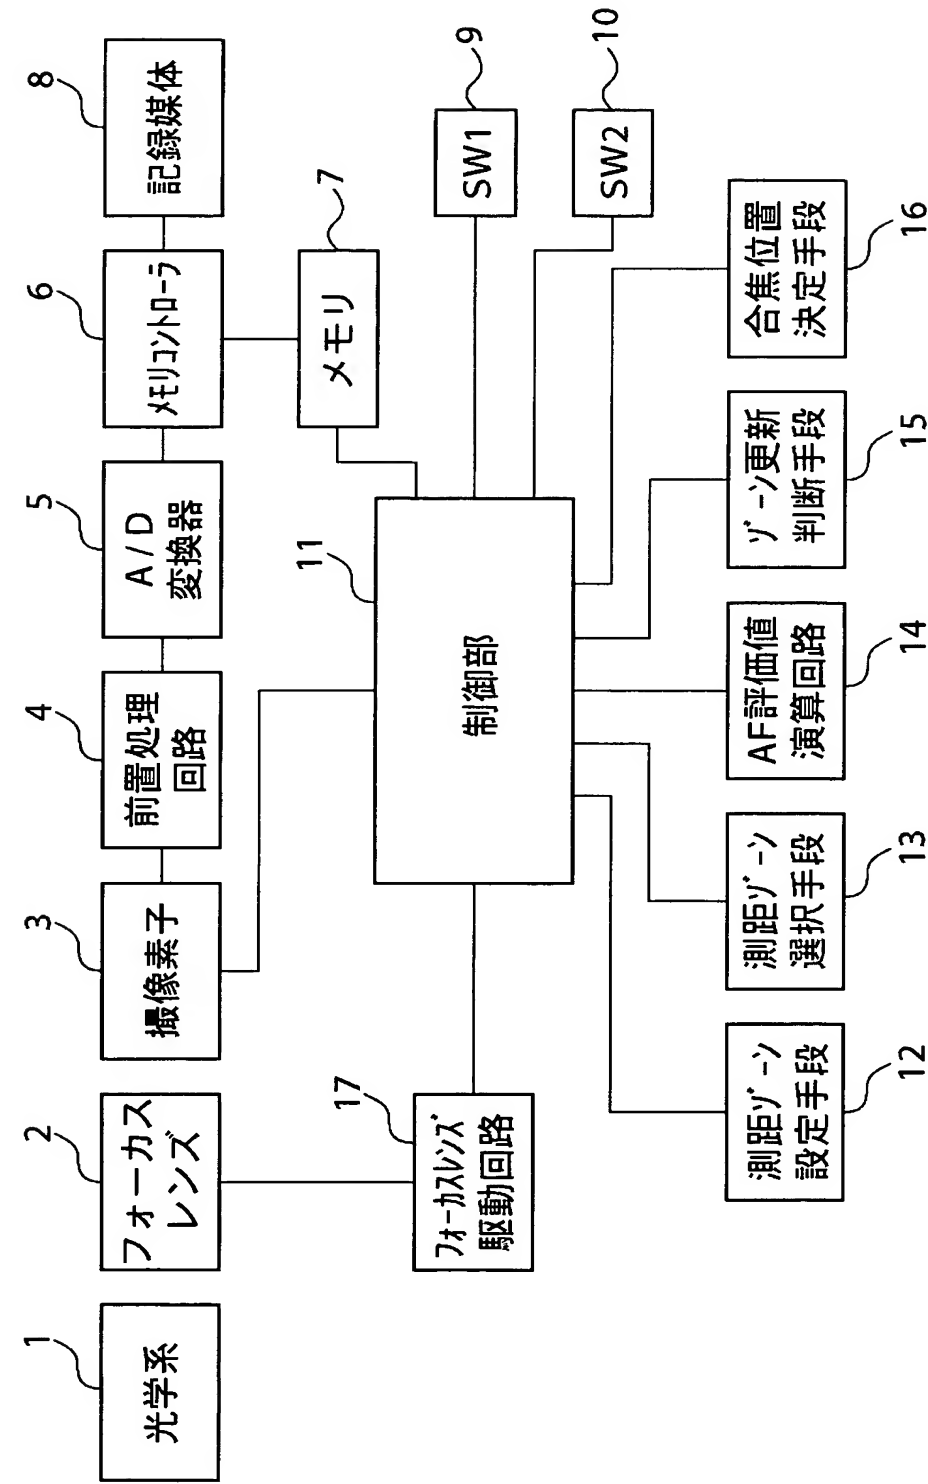 1
光学系
2
フォーカス
レンズ
3
撮像素子
4
前置処理
回路
5
A/D
変換器
6
ﾒﾓﾘｺﾝﾄﾛｰﾗ
8
記録媒体
7
メモリ
17
ﾌｫｰｶｽﾚﾝｽﾞ
駆動回路
11
制御部
9
SW1
10
SW2
測距ｿﾞｰﾝ
設定手段
12
測距ｿﾞｰﾝ
選択手段
13
AF評価値
演算回路
14
ｿﾞｰﾝ更新
判断手段
15
合焦位置
決定手段
16